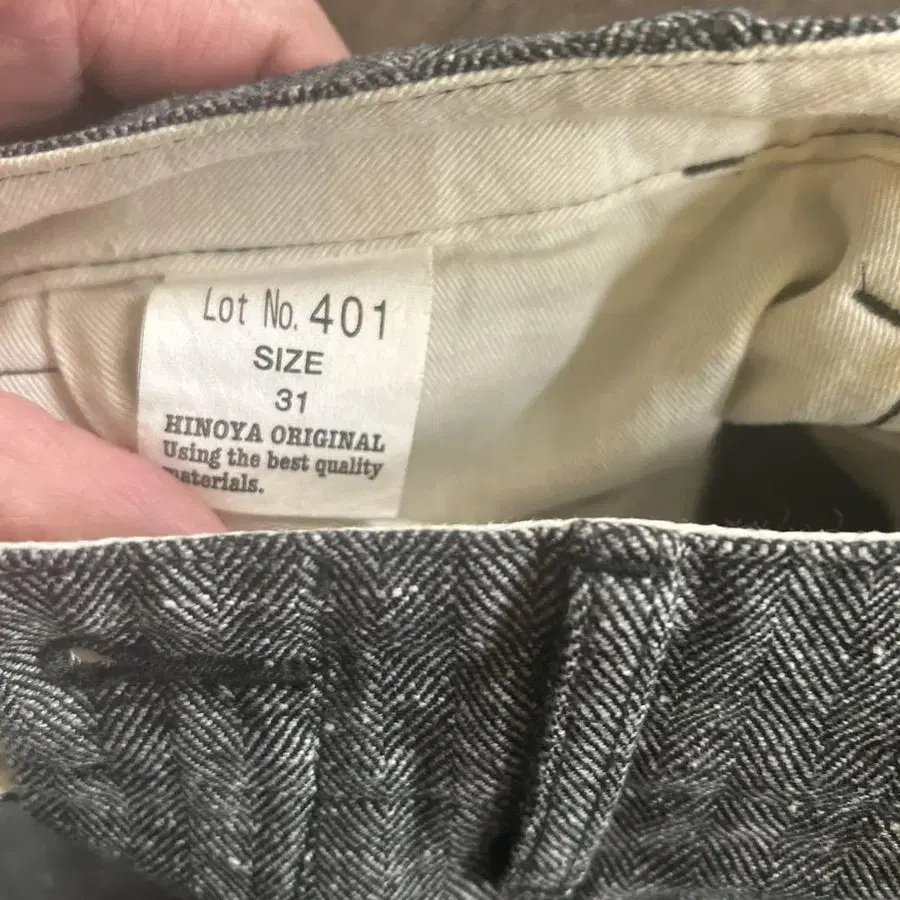 Lot No. 401
SIZE
31
HINOYA ORIGINAL
Using the best quality
materials.